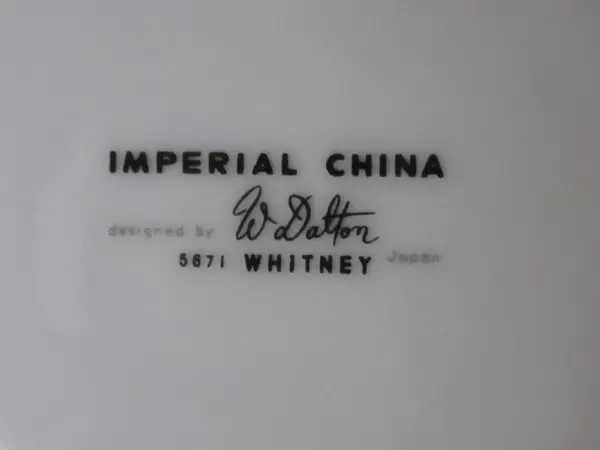 IMPERIAL CHINA
designed by W Dalton
5671 WHITNEY Japan